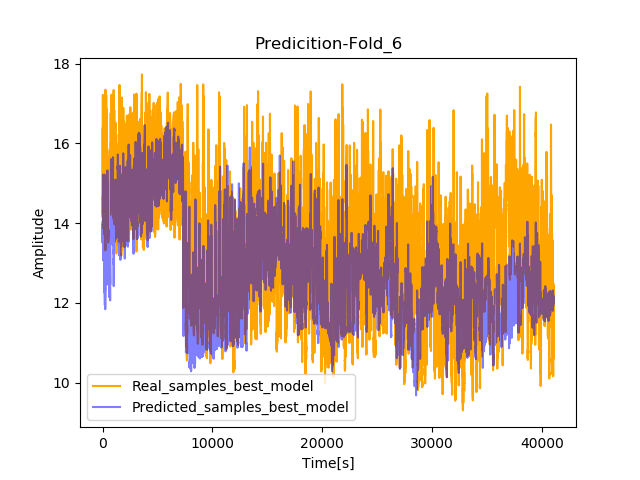 Predicition-Fold_6
18
16
14
12
10
Amplitude
Real_samples_best_model
Predicted_samples_best_model
0
10000
20000
30000
40000
Time[s]